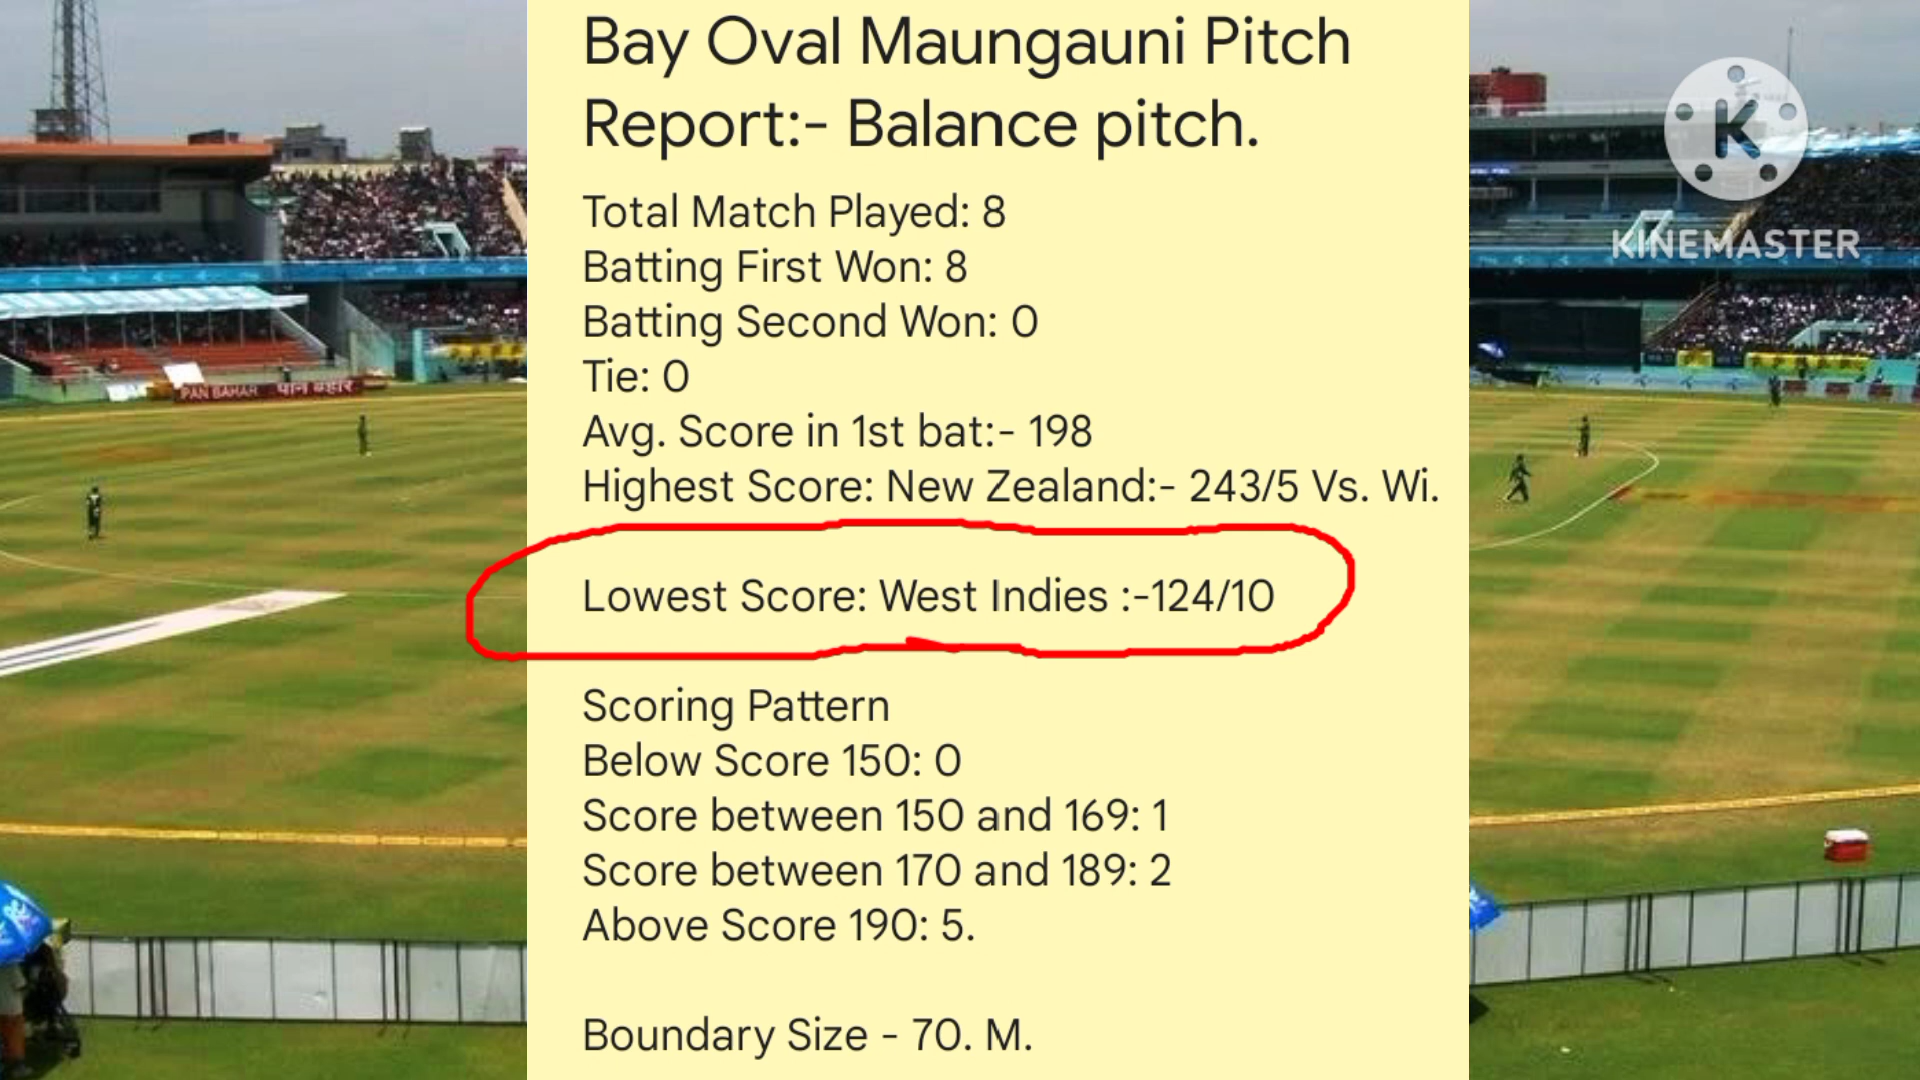 Bay Oval Maungauni Pitch
Report:- Balance pitch.
Total Match Played: 8
Batting First Won: 8
Batting Second Won: 0
Tie: 0
Avg. Score in 1st bat:- 198
Highest Score: New Zealand:- 243/5 Vs. Wi.
Lowest Score: West Indies :-124/10
Scoring Pattern
Below Score 150: 0
Score between 150 and 169: 1
Score between 170 and 189: 2
Above Score 190: 5.
Boundary Size - 70. M.
PAN BAHAR पान बहार
K
KINEMASTER